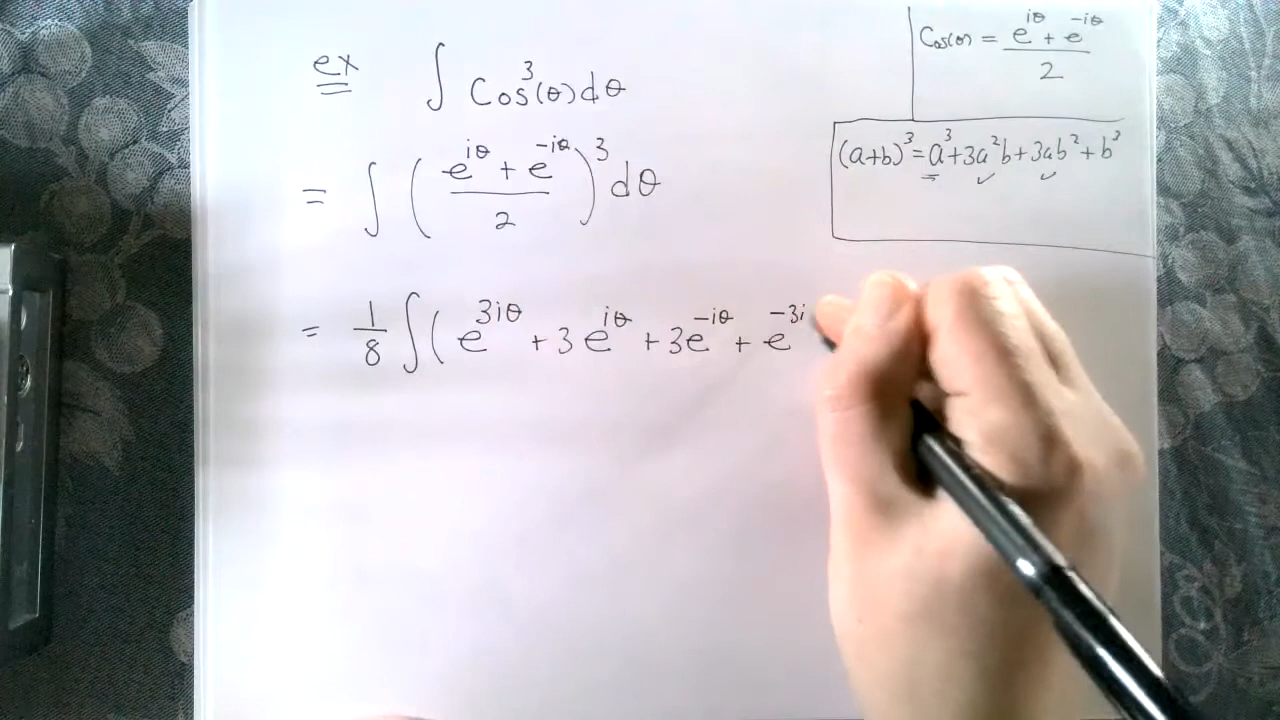 ex ∫ Cos³(θ)dθ
= ∫ ( (e^{iθ} + e^{-iθ}) / 2 )³ dθ
= 1/8 ∫ ( e^{3iθ} + 3e^{iθ} + 3e^{-iθ} + e^{-3i}
Cos(θ) = (e^{iθ} + e^{-iθ}) / 2
(a+b)³ = a³ + 3a²b + 3ab² + b³